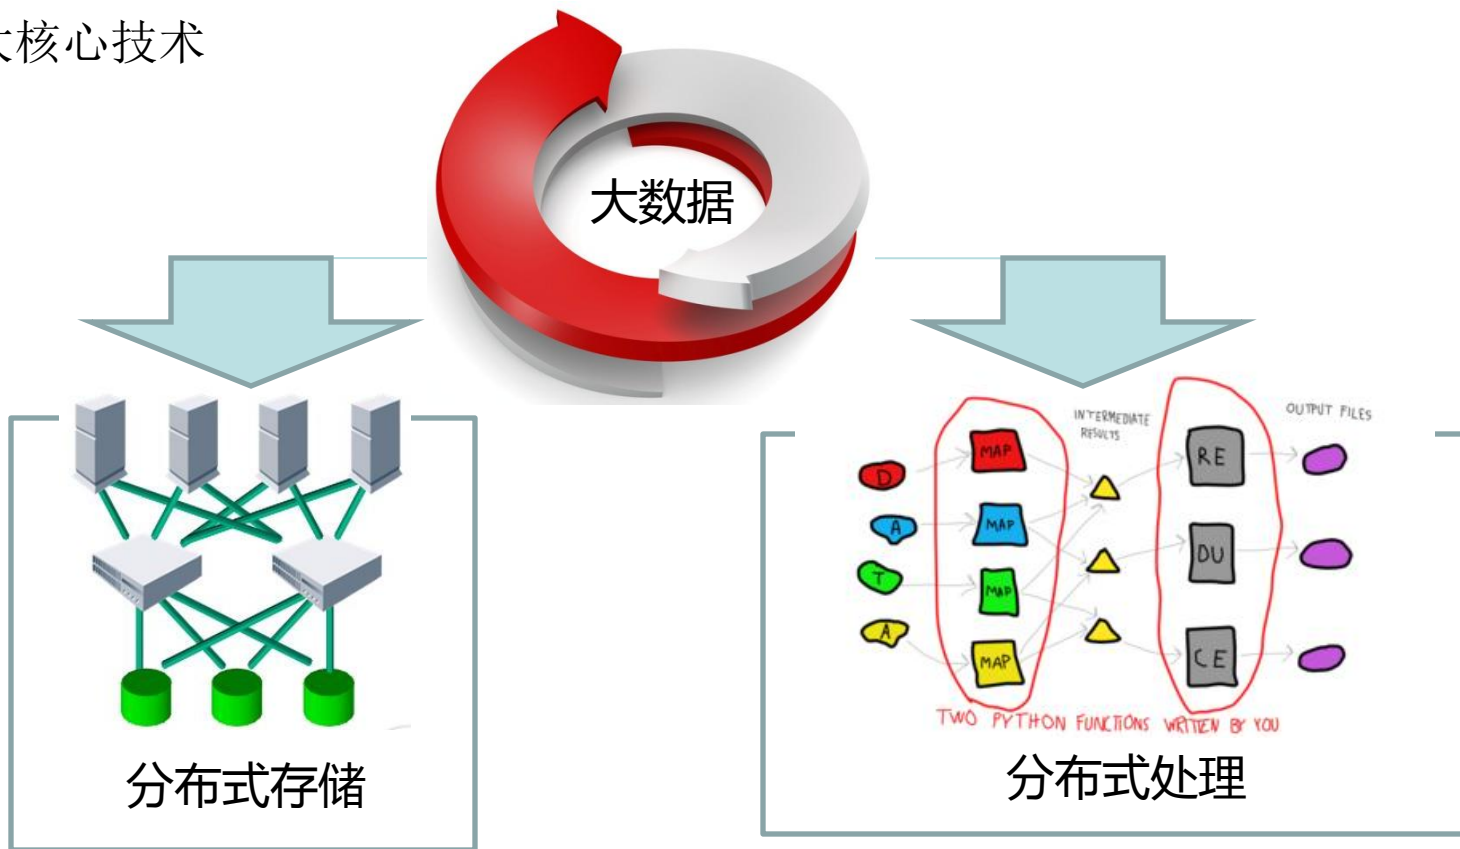 大核心技术
大数据
分布式存储
D
A
T
A
MAP
MAP
MAP
MAP
INTERMEDIATE
RESULTS
RE
DU
CE
OUTPUT FILES
TWO PYTHON FUNCTIONS WRITTEN BY YOU
分布式处理